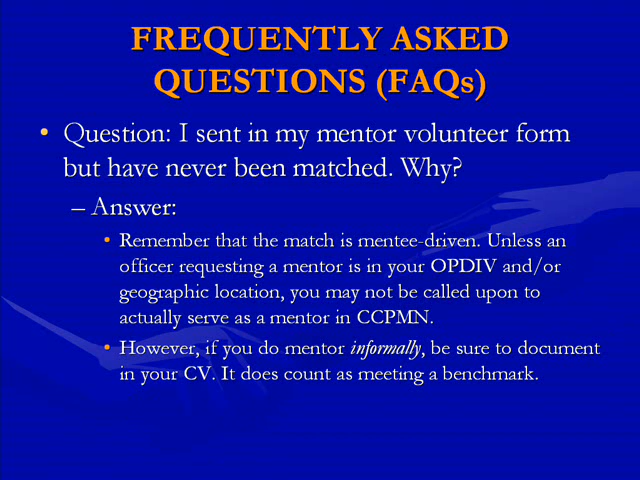 FREQUENTLY ASKED
QUESTIONS (FAQs)
• Question: I sent in my mentor volunteer form
but have never been matched. Why?
– Answer:
• Remember that the match is mentee-driven. Unless an
officer requesting a mentor is in your OPDIV and/or
geographic location, you may not be called upon to
actually serve as a mentor in CCPMN.
• However, if you do mentor informally, be sure to document
in your CV. It does count as meeting a benchmark.